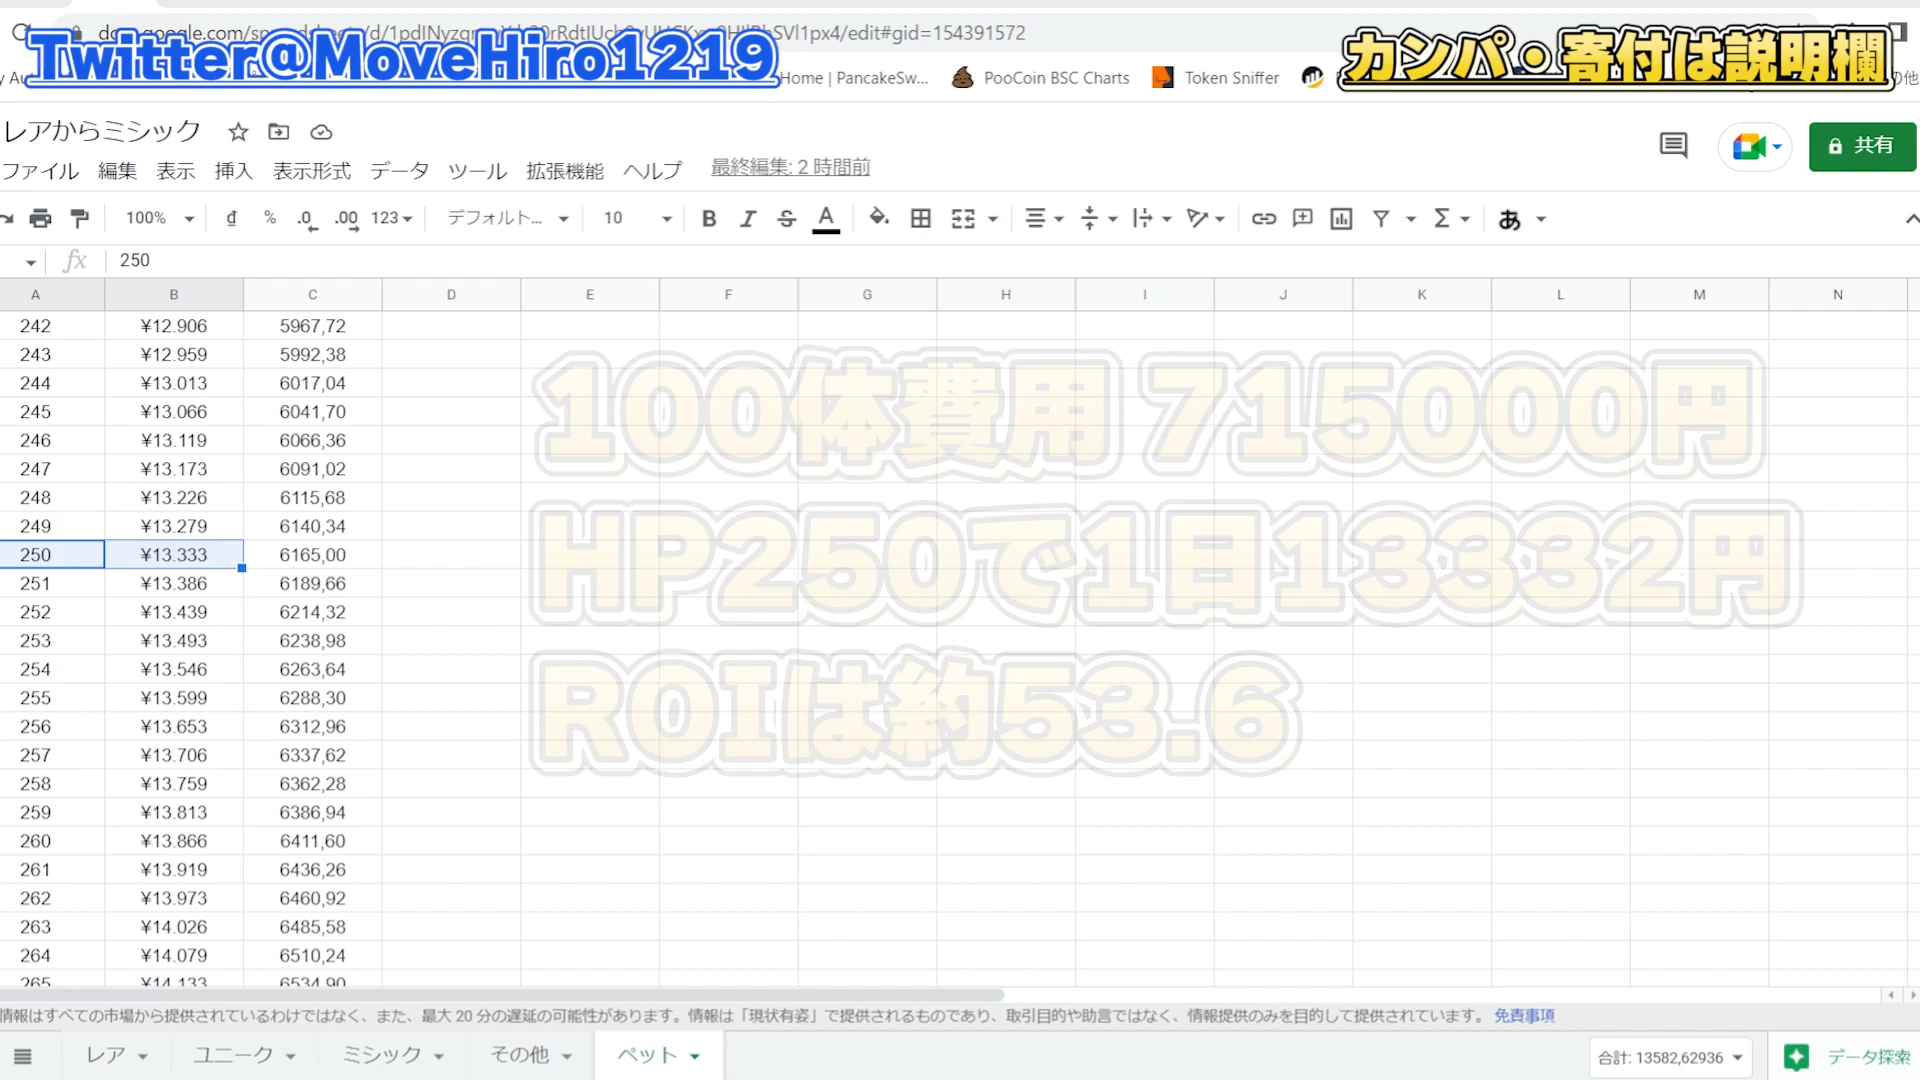 Twitter@MoveHiro1219
カンパ・寄付は説明欄
/edit#gid=154391572
Home | PancakeSw...
PooCoin BSC Charts
Token Sniffer
レアからミシック
ファイル 編集 表示 挿入 表示形式 データ ツール 拡張機能 ヘルプ 最終編集: 2 時間前
共有
100% ₫ % .0 .00 123 デフォルト... 10 B I S A あ
fx 250
A B C D E F G H I J K L M N
242 ¥12.906 5967,72
243 ¥12.959 5992,38
244 ¥13.013 6017,04
245 ¥13.066 6041,70
246 ¥13.119 6066,36
247 ¥13.173 6091,02
248 ¥13.226 6115,68
249 ¥13.279 6140,34
250 ¥13.333 6165,00
251 ¥13.386 6189,66
252 ¥13.439 6214,32
253 ¥13.493 6238,98
254 ¥13.546 6263,64
255 ¥13.599 6288,30
256 ¥13.653 6312,96
257 ¥13.706 6337,62
258 ¥13.759 6362,28
259 ¥13.813 6386,94
260 ¥13.866 6411,60
261 ¥13.919 6436,26
262 ¥13.973 6460,92
263 ¥14.026 6485,58
264 ¥14.079 6510,24
265 ¥14.133 6534,90
100体費用 715000円
HP250で1日13332円
ROIは約53.6
情報はすべての市場から提供されているわけではなく、また、最大 20 分の遅延の可能性があります。情報は「現状有姿」で提供されるものであり、取引目的や助言ではなく、情報提供のみを目的として提供されています。 免責事項
レア ユニーク ミシック その他 ペット 合計: 13582,62936 データ探索